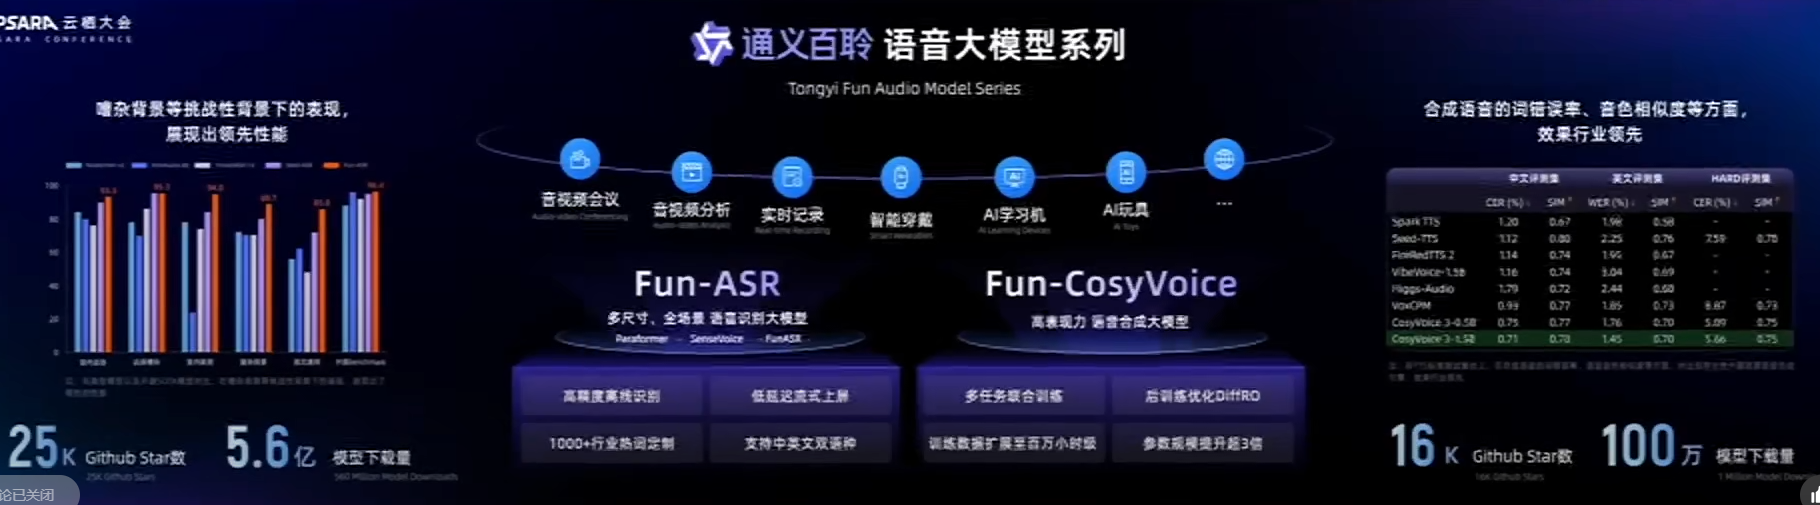 云栖大会
CONFERENCE
通义百聆 语音大模型系列
Tongyi Fun Audio Model Series
嘈杂背景等挑战性背景下的表现，
展现出领先性能
100
80
60
40
20
0
93.3
95.3
94.0
89.7
85.8
96.4
音视频会议
Audio-video Conferencing
音视频分析
Audio-video Analysis
实时记录
Real-time Recording
智能穿戴
AI学习机
AI Learning Devices
AI玩具
AI Toys
...
Fun-ASR
多尺寸、全场景 语音识别大模型
Paraformer SenseVoice FunASR
高精度离线识别
低延迟流式上屏
1000+行业热词定制
支持中英文双语种
Fun-CosyVoice
高表现力 语音合成大模型
多任务联合训练
后训练优化DiffRO
训练数据扩展至百万小时级
参数规模提升超3倍
合成语音的词错误率、音色相似度等方面，
效果行业领先
中文评测集 英文评测集 HARD评测集
CER (%) SIM WER (%) SIM CER (%) SIM
Spark TTS 1.20 0.67 1.98 0.58 - -
Seed-TTS 1.12 0.80 2.25 0.76 7.59 0.78
FireRedTTS 2 1.14 0.74 1.95 0.67 - -
VibeVoice-1.5B 1.16 0.74 3.04 0.69 - -
Higgs-Audio 1.79 0.72 2.44 0.68 - -
VoxCPM 0.93 0.77 1.85 0.73 8.87 0.73
CosyVoice 3-0.5B 0.75 0.77 1.76 0.70 5.09 0.75
CosyVoice 3-1.5B 0.71 0.78 1.45 0.70 5.66 0.75
25K Github Star数
25K Github Stars
5.6亿 模型下载量
560 Million Model Downloads
16K Github Star数
16K Github Stars
100万 模型下载量
1 Million Model
论已关闭